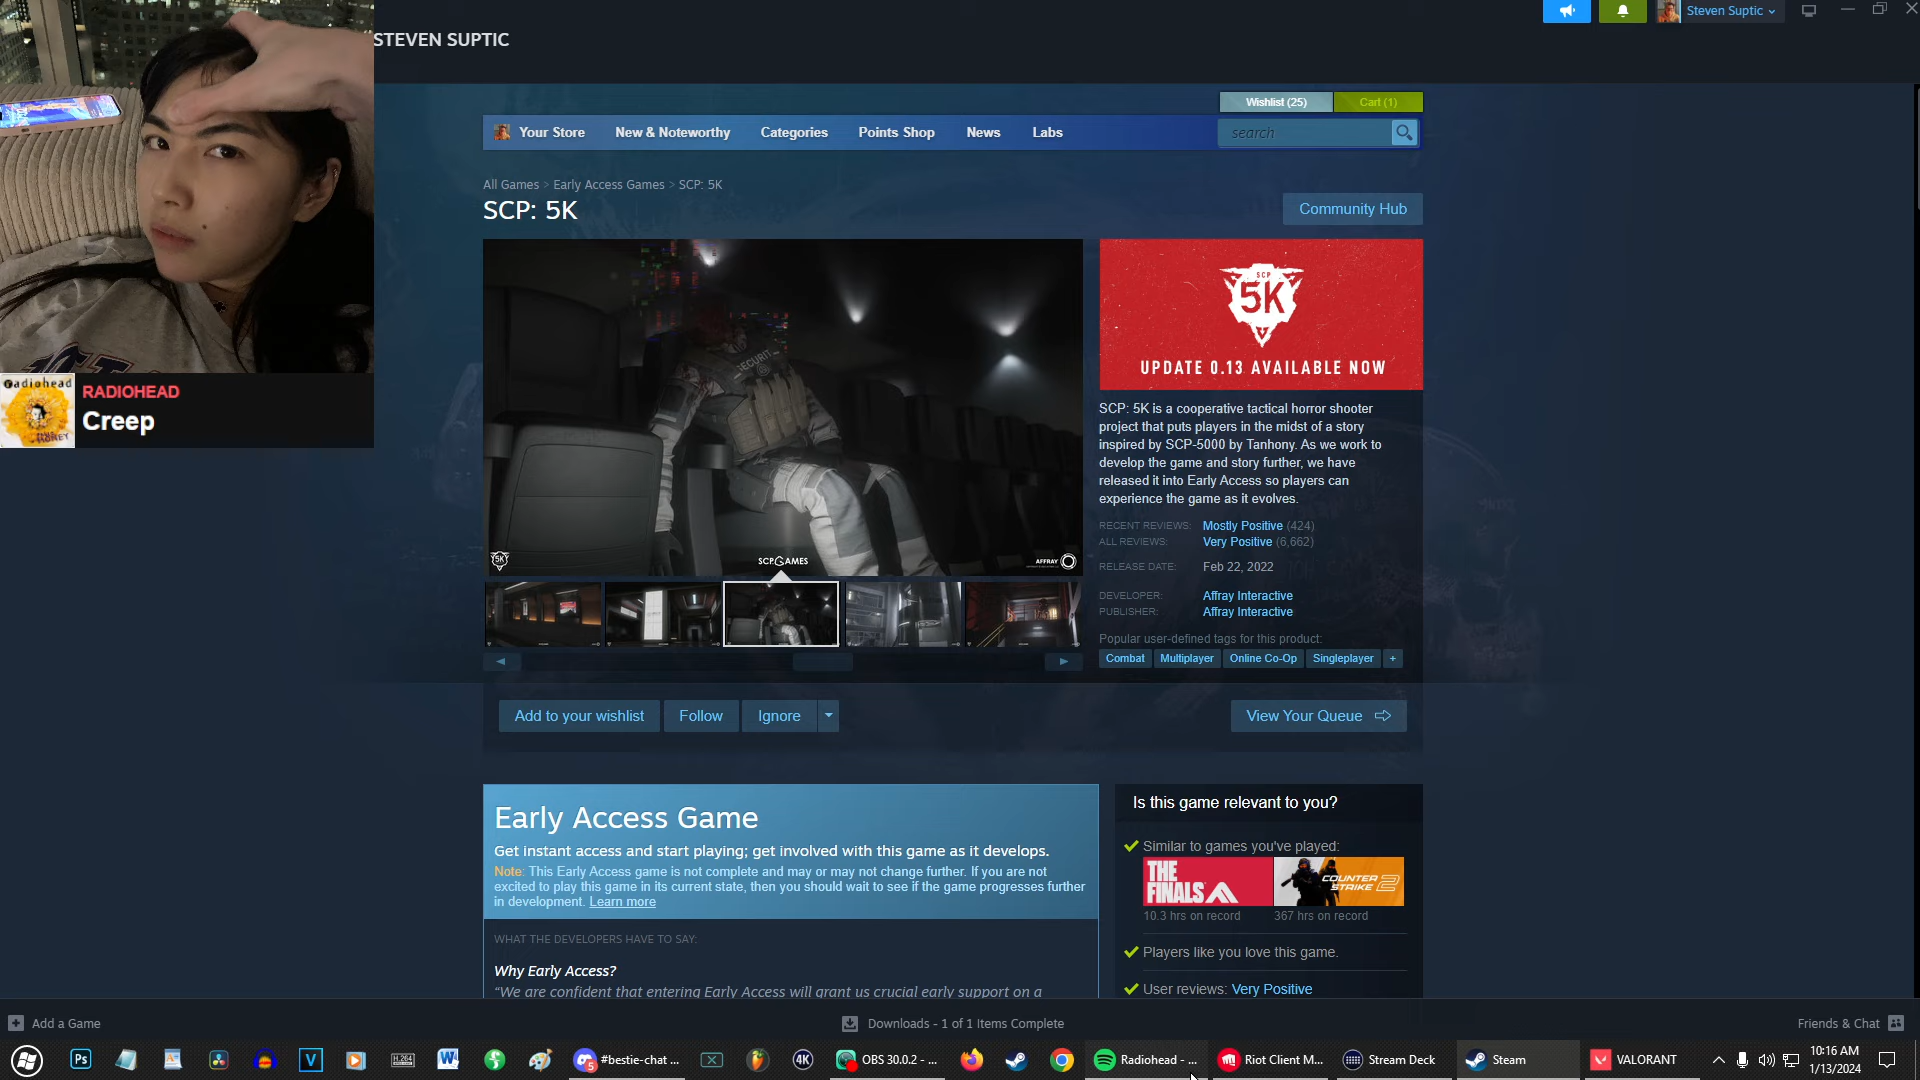 STEVEN SUPTIC
Steven Suptic
Wishlist (25)
Cart (1)
Your Store
New & Noteworthy
Categories
Points Shop
News
Labs
search
All Games > Early Access Games > SCP: 5K
SCP: 5K
Community Hub
SECURIT
5K
SCP GAMES
AFFRAY
SCP
5K
UPDATE 0.13 AVAILABLE NOW
SCP: 5K is a cooperative tactical horror shooter
project that puts players in the midst of a story
inspired by SCP-5000 by Tanhony. As we work to
develop the game and story further, we have
released it into Early Access so players can
experience the game as it evolves.
RECENT REVIEWS: Mostly Positive (424)
ALL REVIEWS: Very Positive (6,662)
RELEASE DATE: Feb 22, 2022
DEVELOPER: Affray Interactive
PUBLISHER: Affray Interactive
Popular user-defined tags for this product:
Combat
Multiplayer
Online Co-Op
Singleplayer
+
radiohead
RADIOHEAD
Creep
Add to your wishlist
Follow
Ignore
View Your Queue
Early Access Game
Get instant access and start playing; get involved with this game as it develops.
Note: This Early Access game is not complete and may or may not change further. If you are not
excited to play this game in its current state, then you should wait to see if the game progresses further
in development. Learn more
WHAT THE DEVELOPERS HAVE TO SAY:
Why Early Access?
“We are confident that entering Early Access will grant us crucial early support on a
Is this game relevant to you?
Similar to games you've played:
THE FINALS
COUNTER STRIKE 2
10.3 hrs on record
367 hrs on record
Players like you love this game.
User reviews: Very Positive
Add a Game
Downloads - 1 of 1 Items Complete
Friends & Chat
Ps
V
H.264
W
5
#bestie-chat ...
4K
OBS 30.0.2 - ...
Radiohead - ...
Riot Client M...
Stream Deck
Steam
VALORANT
10:16 AM
1/13/2024